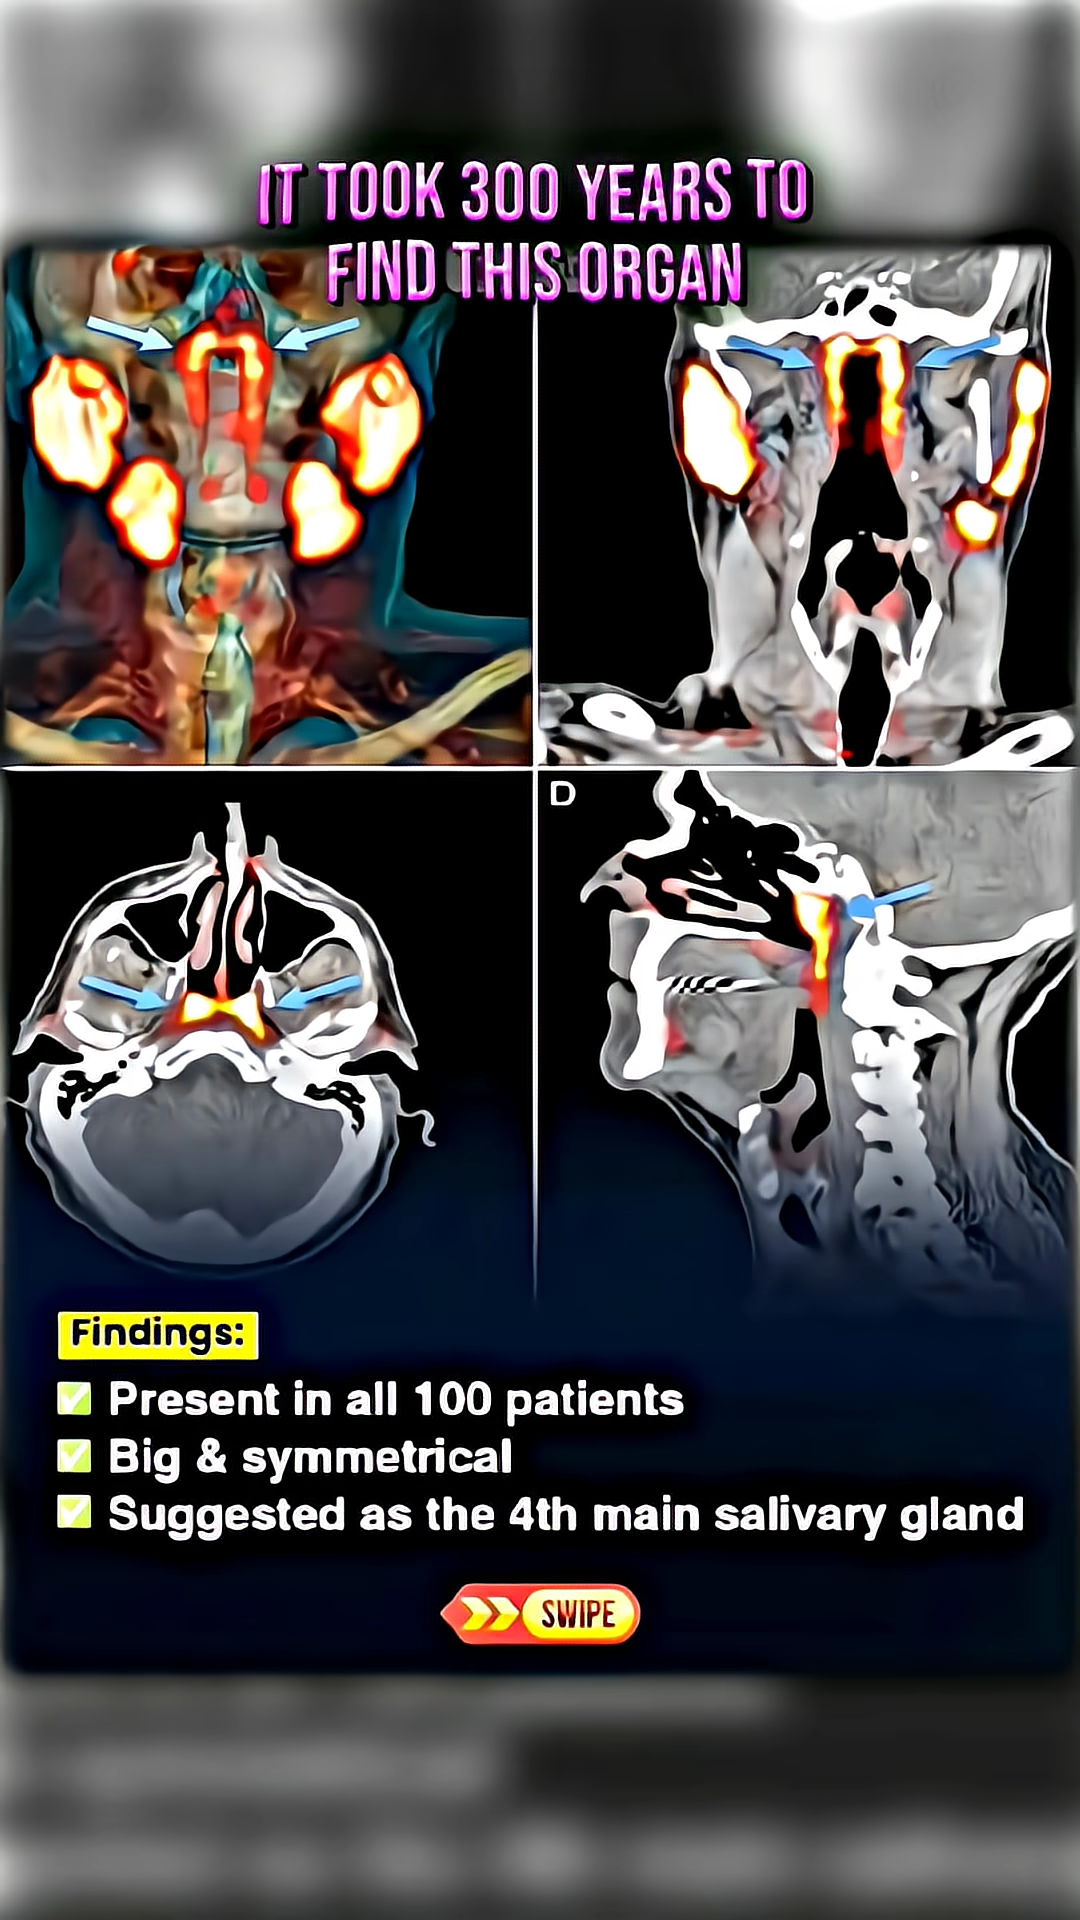 IT TOOK 300 YEARS TO
FIND THIS ORGAN
D
Findings:
✅ Present in all 100 patients
✅ Big & symmetrical
✅ Suggested as the 4th main salivary gland
SWIPE